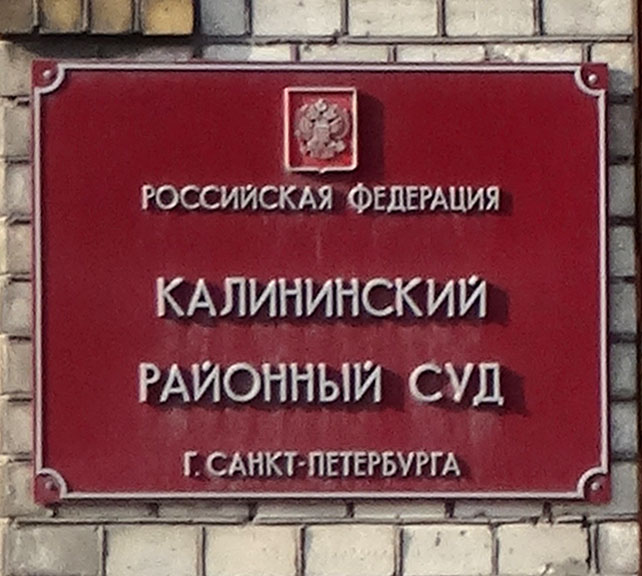 РОССИЙСКАЯ ФЕДЕРАЦИЯ
КАЛИНИНСКИЙ
РАЙОННЫЙ СУД
Г. САНКТ-ПЕТЕРБУРГА